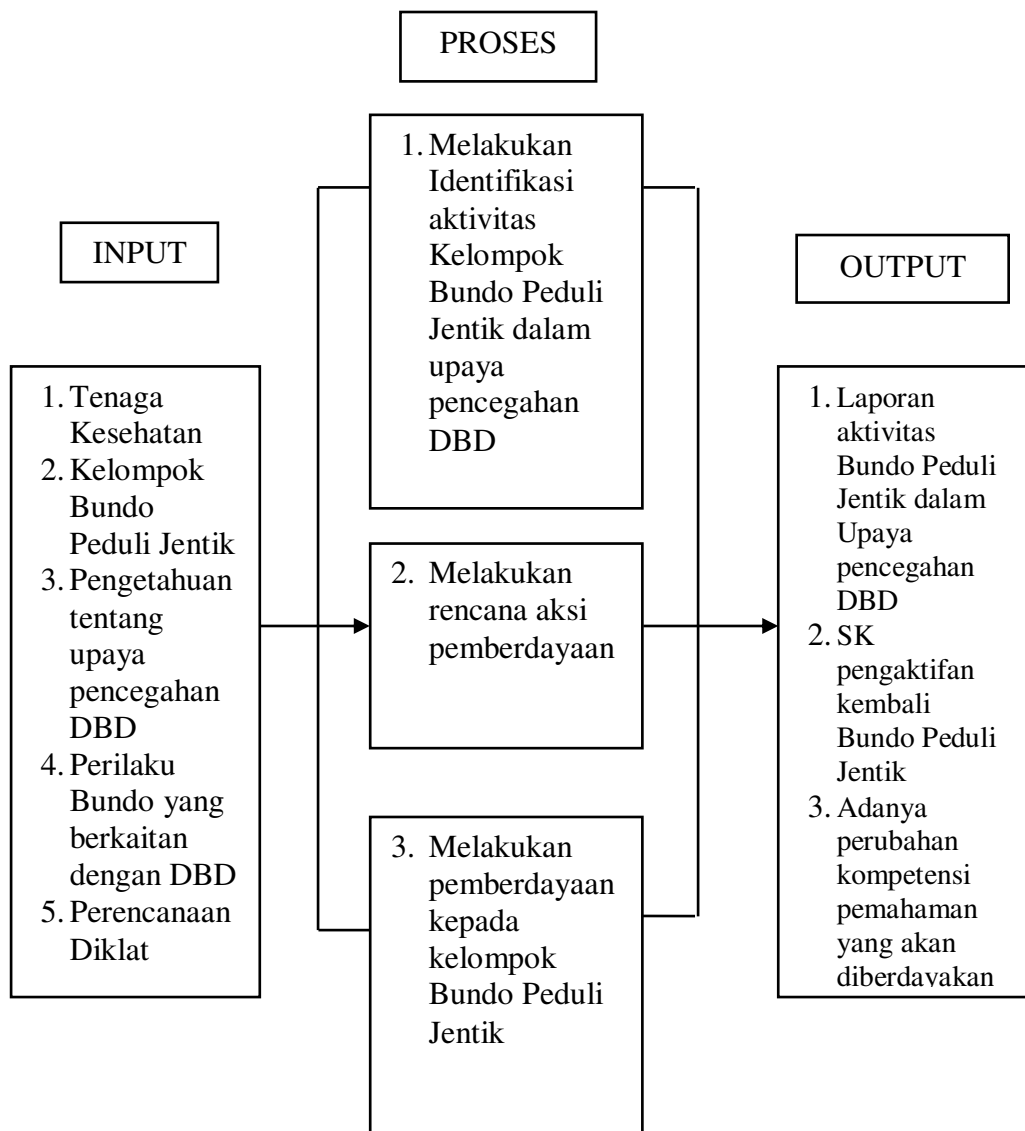 PROSES
1. Melakukan
Identifikasi
aktivitas
Kelompok
Bundo Peduli
Jentik dalam
upaya
pencegahan
DBD
INPUT
OUTPUT
1. Tenaga
Kesehatan
2. Kelompok
Bundo
Peduli Jentik
3. Pengetahuan
tentang
upaya
pencegahan
DBD
4. Perilaku
Bundo yang
berkaitan
dengan DBD
5. Perencanaan
Diklat
2. Melakukan
rencana aksi
pemberdayaan
3. Melakukan
pemberdayaan
kepada
kelompok
Bundo Peduli
Jentik
1. Laporan
aktivitas
Bundo Peduli
Jentik dalam
Upaya
pencegahan
DBD
2. SK
pengaktifan
kembali
Bundo Peduli
Jentik
3. Adanya
perubahan
kompetensi
pemahaman
yang akan
diberdayakan